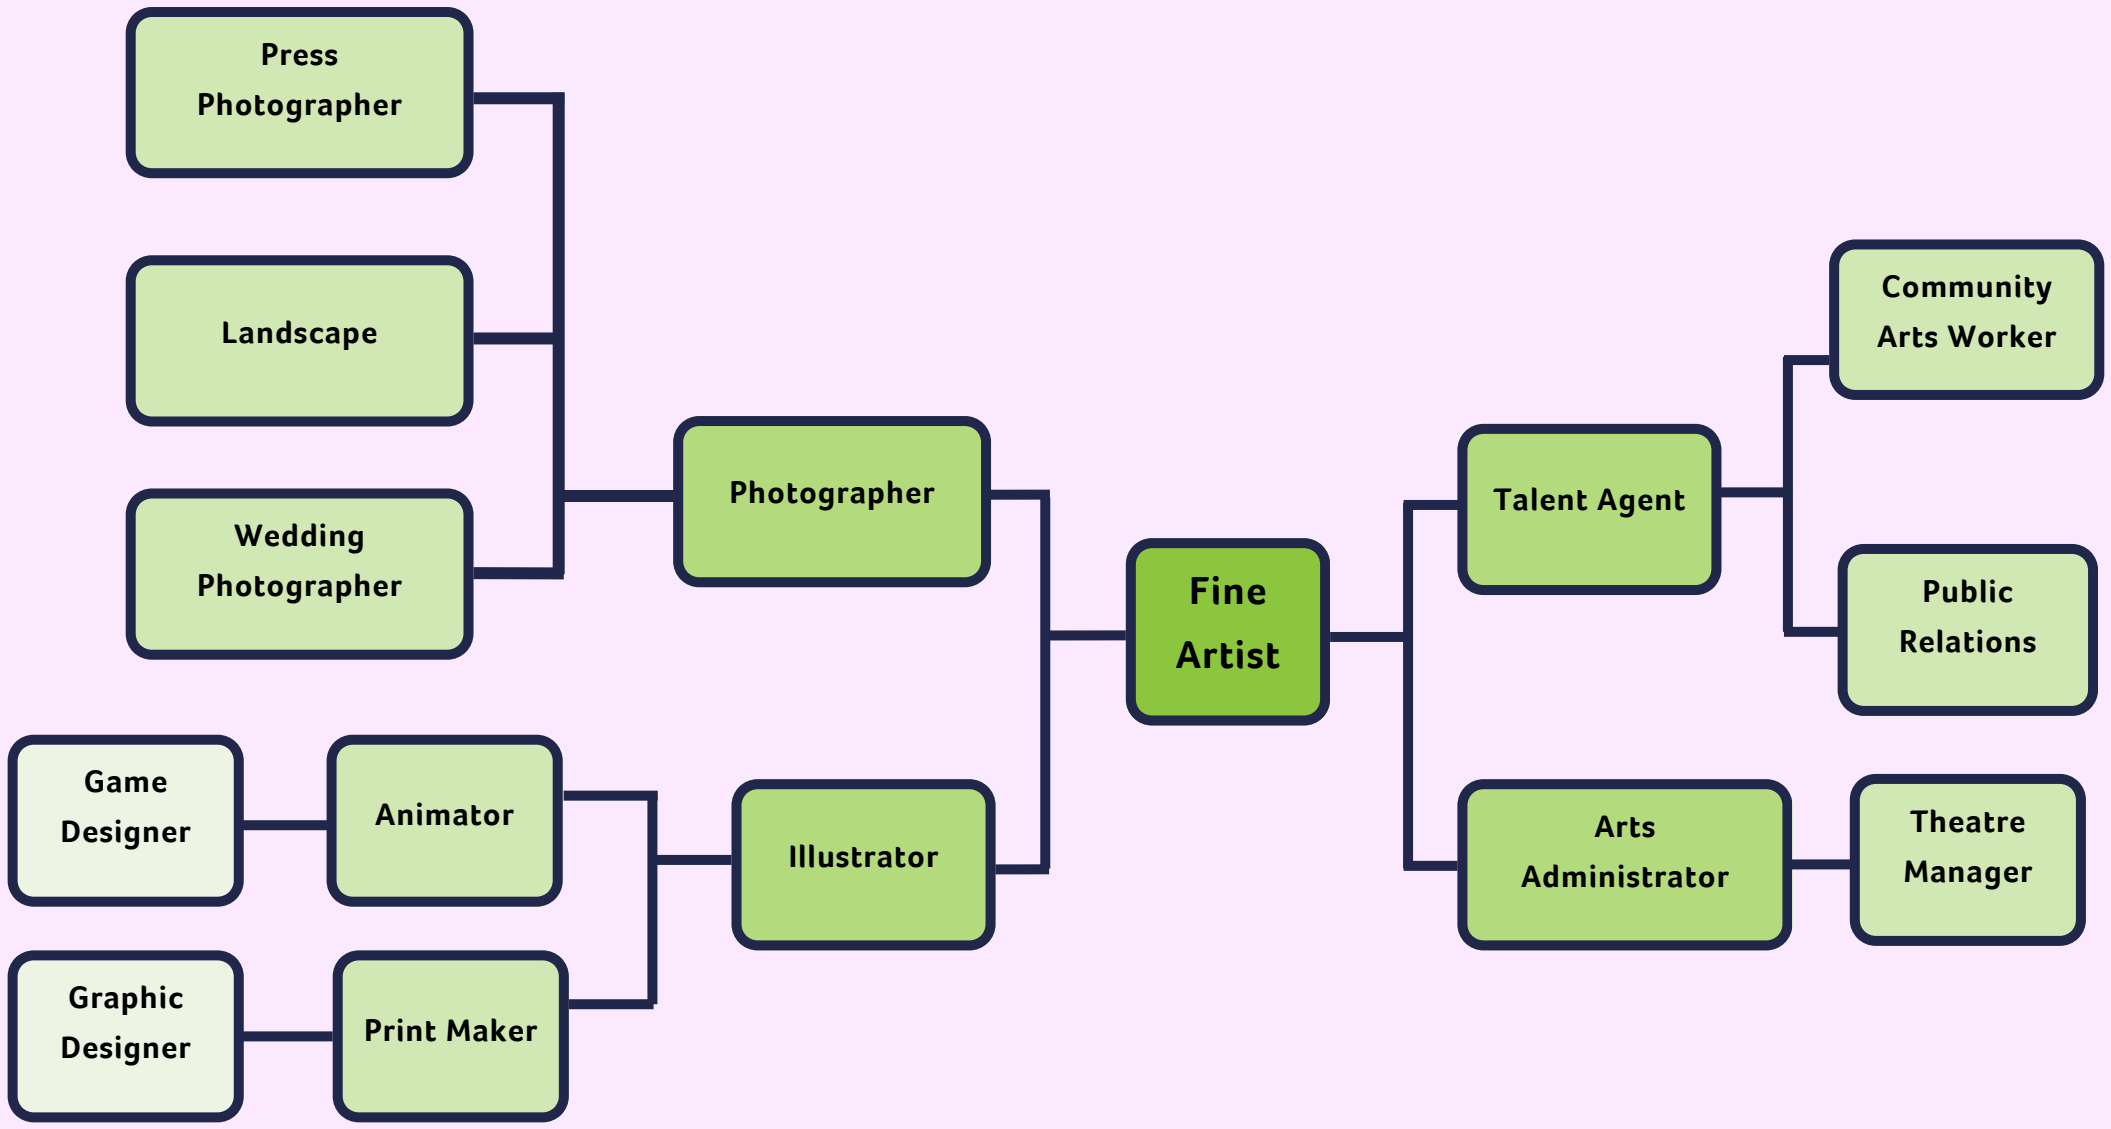 Press
Photographer
Landscape
Wedding
Photographer
Photographer
Game
Designer
Animator
Illustrator
Graphic
Designer
Print Maker
Fine
Artist
Talent Agent
Community
Arts Worker
Public
Relations
Arts
Administrator
Theatre
Manager